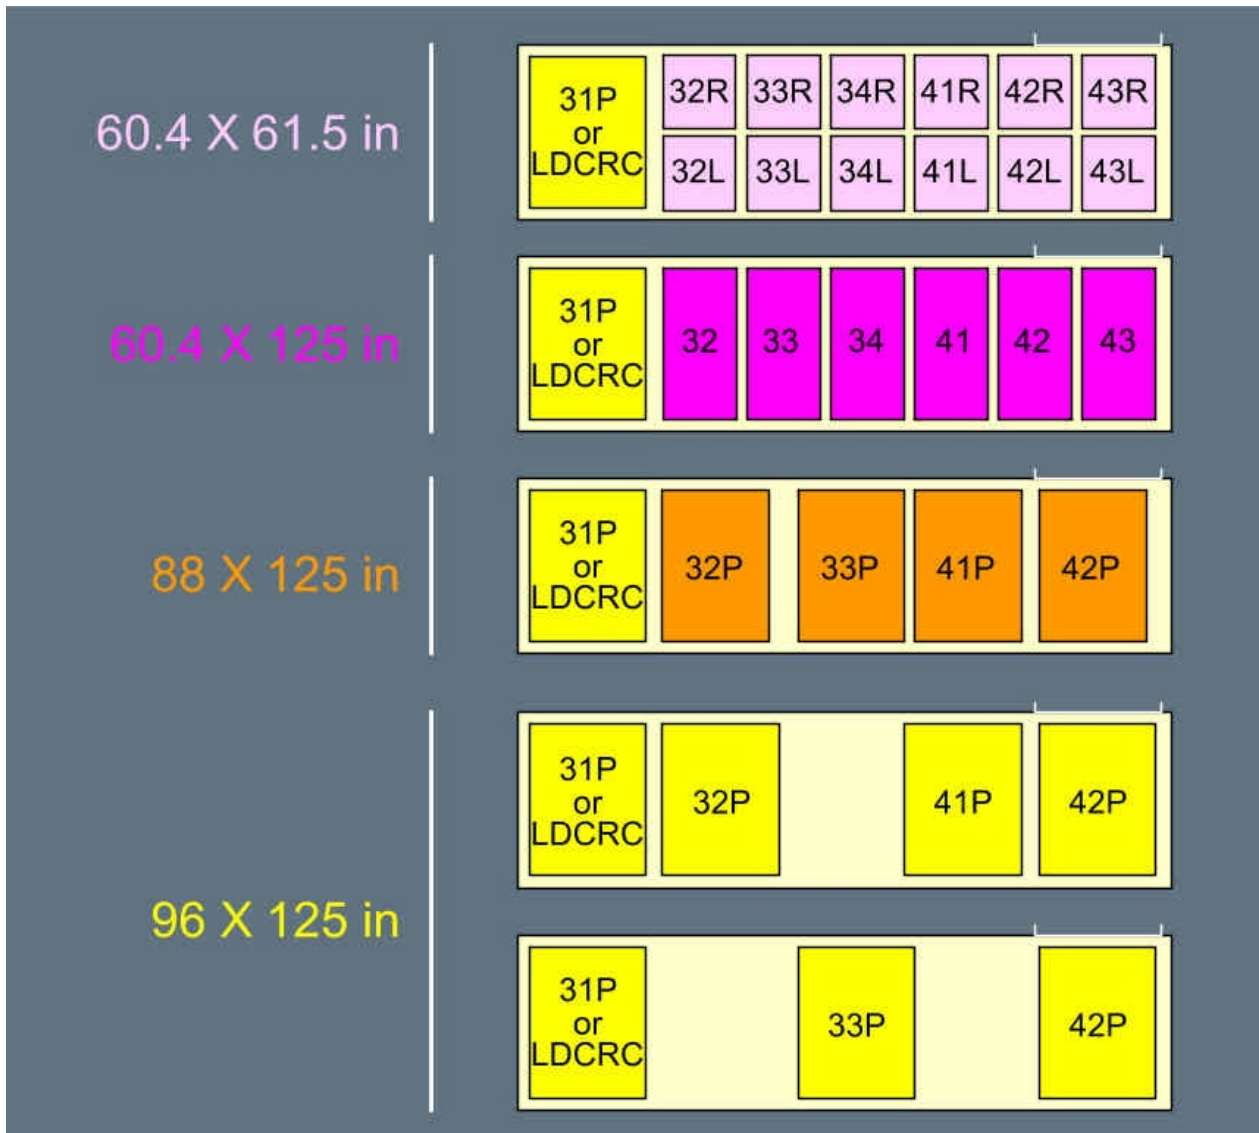 60.4 X 61.5 in
31P
or
LDCRC
32R 33R 34R 41R 42R 43R
32L 33L 34L 41L 42L 43L
60.4 X 125 in
31P
or
LDCRC
32 33 34 41 42 43
88 X 125 in
31P
or
LDCRC
32P 33P 41P 42P
96 X 125 in
31P
or
LDCRC
32P 41P 42P
31P
or
LDCRC
33P 42P